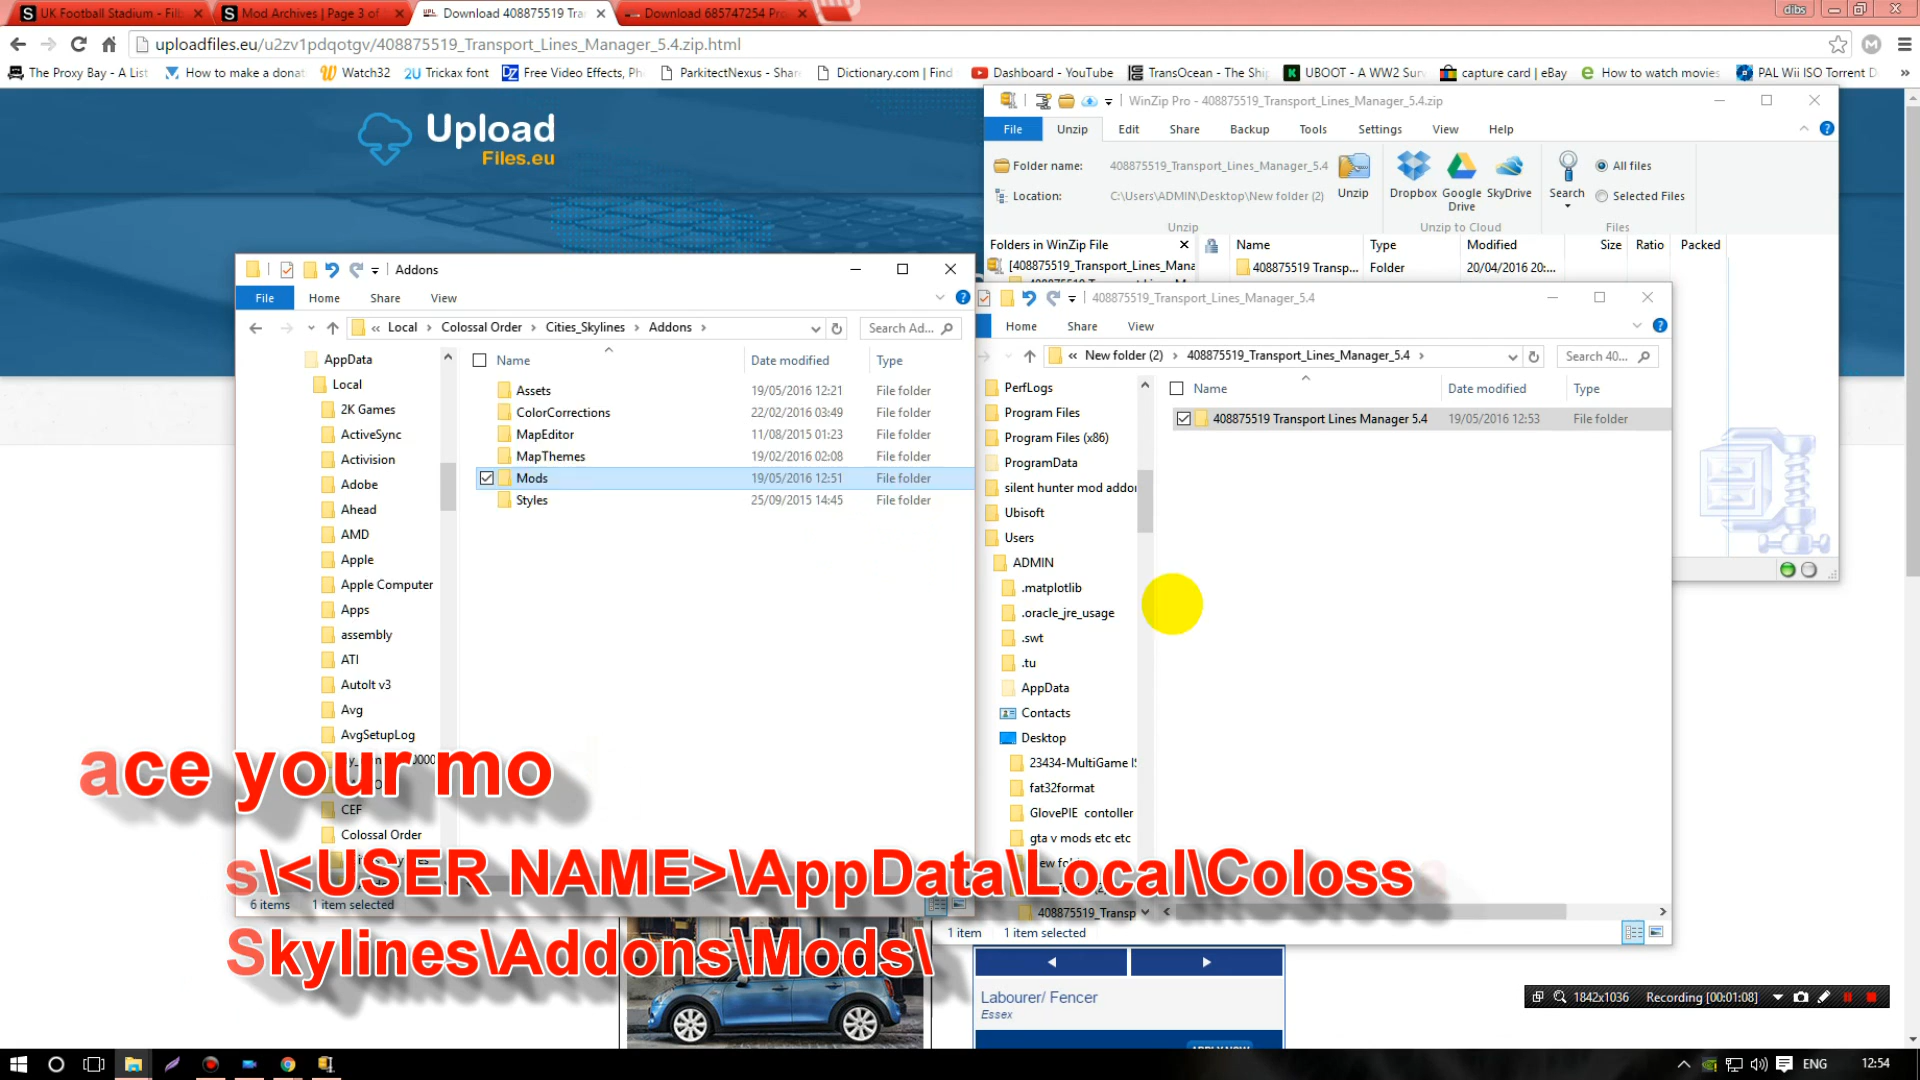 UK Football Stadium - Fil
Mod Archives | Page 3 of
Download 408875519 Tra
Download 685747254 Pr
dibs
uploadfiles.eu/u2zv1pdqotgv/408875519_Transport_Lines_Manager_5.4.zip.html
The Proxy Bay - A List
How to make a donat
Watch32
Trickax font
Free Video Effects, Ph
ParkitectNexus - Share
Dictionary.com | Find
Dashboard - YouTube
TransOcean - The Ship
UBOOT - A WW2 Surv
capture card | eBay
How to watch movies
PAL Wii ISO Torrent D
Upload
Files.eu
WinZip Pro - 408875519_Transport_Lines_Manager_5.4.zip
File Unzip Edit Share Backup Tools Settings View Help
Folder name: 408875519_Transport_Lines_Manager_5.4
Location: C:\Users\ADMIN\Desktop\New folder (2)
Unzip
Dropbox Google Drive SkyDrive
Search
All files
Selected Files
Unzip Unzip to Cloud Files
Folders in WinZip File
Name Type Modified Size Ratio Packed
[408875519_Transport_Lines_Mana
408875519 Transp... Folder 20/04/2016 20:...
Addons
File Home Share View
« Local › Colossal Order › Cities_Skylines › Addons ›
Search Ad...
AppData
Local
2K Games
ActiveSync
Activision
Adobe
Ahead
AMD
Apple
Apple Computer
Apps
assembly
ATI
AutoIt v3
Avg
AvgSetupLog
CEF
Colossal Order
Name Date modified Type
Assets 19/05/2016 12:21 File folder
ColorCorrections 22/02/2016 03:49 File folder
MapEditor 11/08/2015 01:23 File folder
MapThemes 19/02/2016 02:08 File folder
Mods 19/05/2016 12:51 File folder
Styles 25/09/2015 14:45 File folder
6 items 1 item selected
408875519_Transport_Lines_Manager_5.4
Home Share View
« New folder (2) › 408875519_Transport_Lines_Manager_5.4 ›
Search 40...
PerfLogs
Program Files
Program Files (x86)
ProgramData
silent hunter mod addon
Ubisoft
Users
ADMIN
.matplotlib
.oracle_jre_usage
.swt
.tu
AppData
Contacts
Desktop
23434-MultiGame IS
fat32format
GlovePIE contoller
gta v mods etc etc
408875519_Transp
Name Date modified Type
408875519 Transport Lines Manager 5.4 19/05/2016 12:53 File folder
1 item 1 item selected
ace your mo
s\<USER NAME>\AppData\Local\Coloss
Skylines\Addons\Mods\
Labourer/ Fencer
Essex
APPLY NOW
1842x1036 Recording [00:01:08]
ENG 12:54